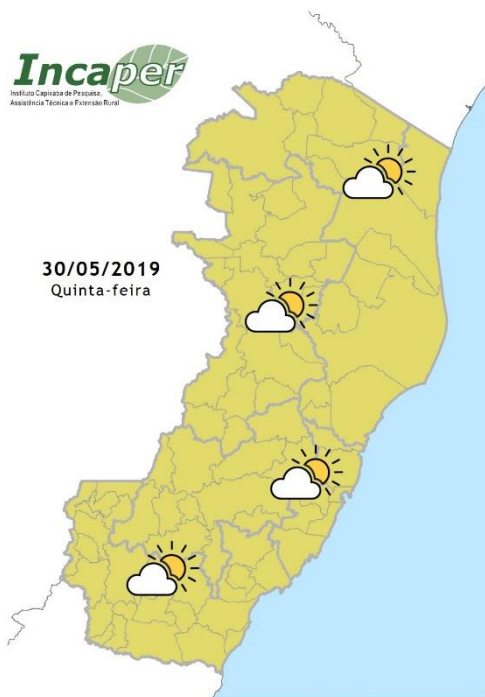 Incaper
Instituto Capixaba de Pesquisa,
Assistência Técnica e Extensão Rural
30/05/2019
Quinta-feira